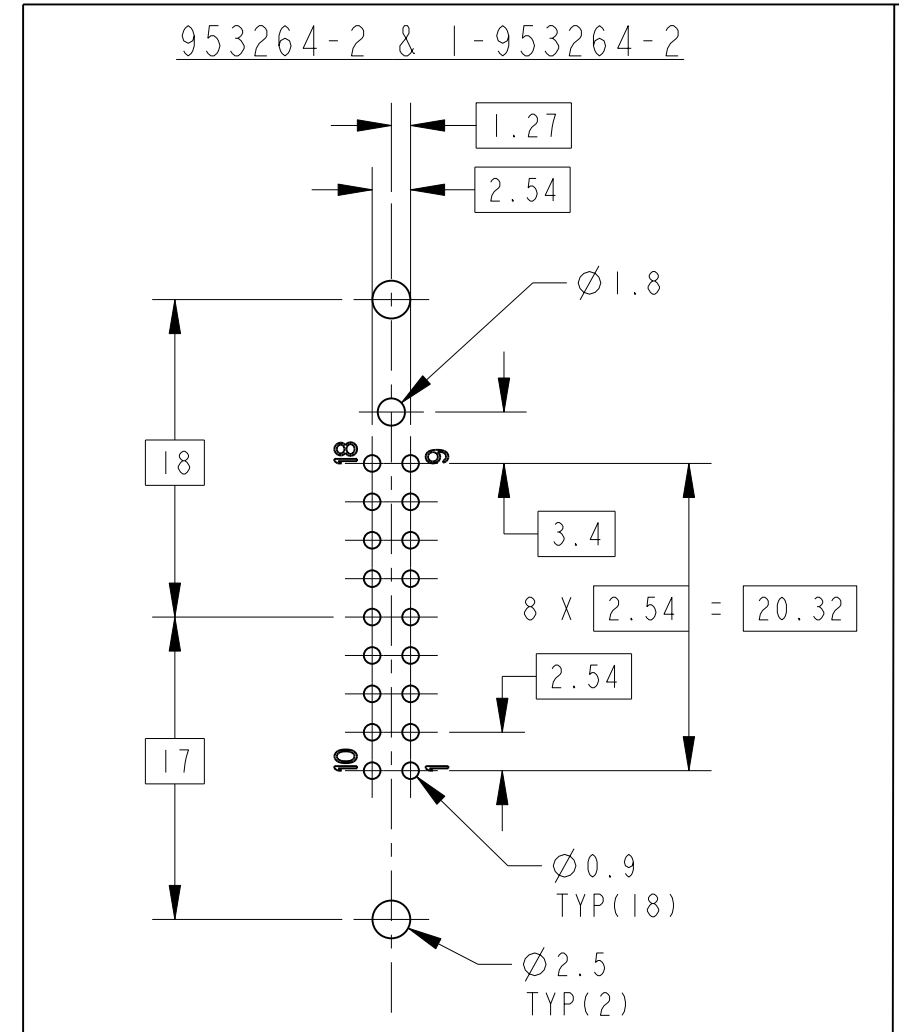 953264-2 & 1-953264-2
1.27
2.54
Ø1.8
18 9
18
3.4
8 X 2.54 = 20.32
2.54
17
10 1
Ø0.9
TYP(18)
Ø2.5
TYP(2)